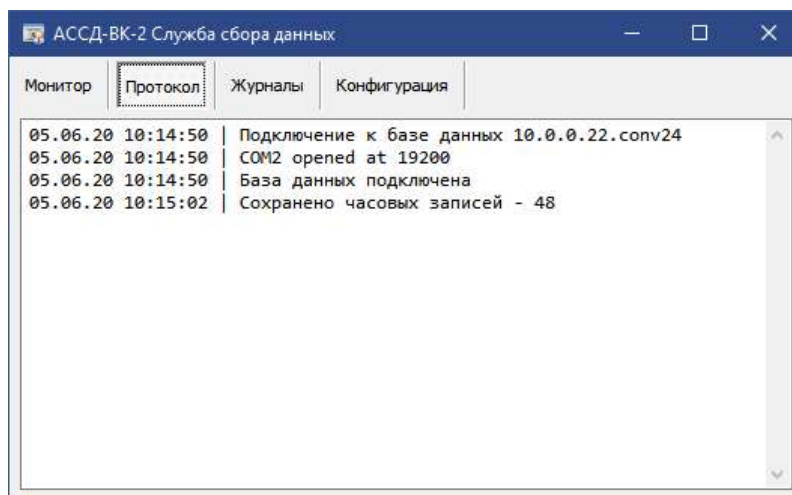 АССД-ВК-2 Служба сбора данных
Монитор Протокол Журналы Конфигурация
05.06.20 10:14:50 | Подключение к базе данных 10.0.0.22.conv24
05.06.20 10:14:50 | COM2 opened at 19200
05.06.20 10:14:50 | База данных подключена
05.06.20 10:15:02 | Сохранено часовых записей - 48